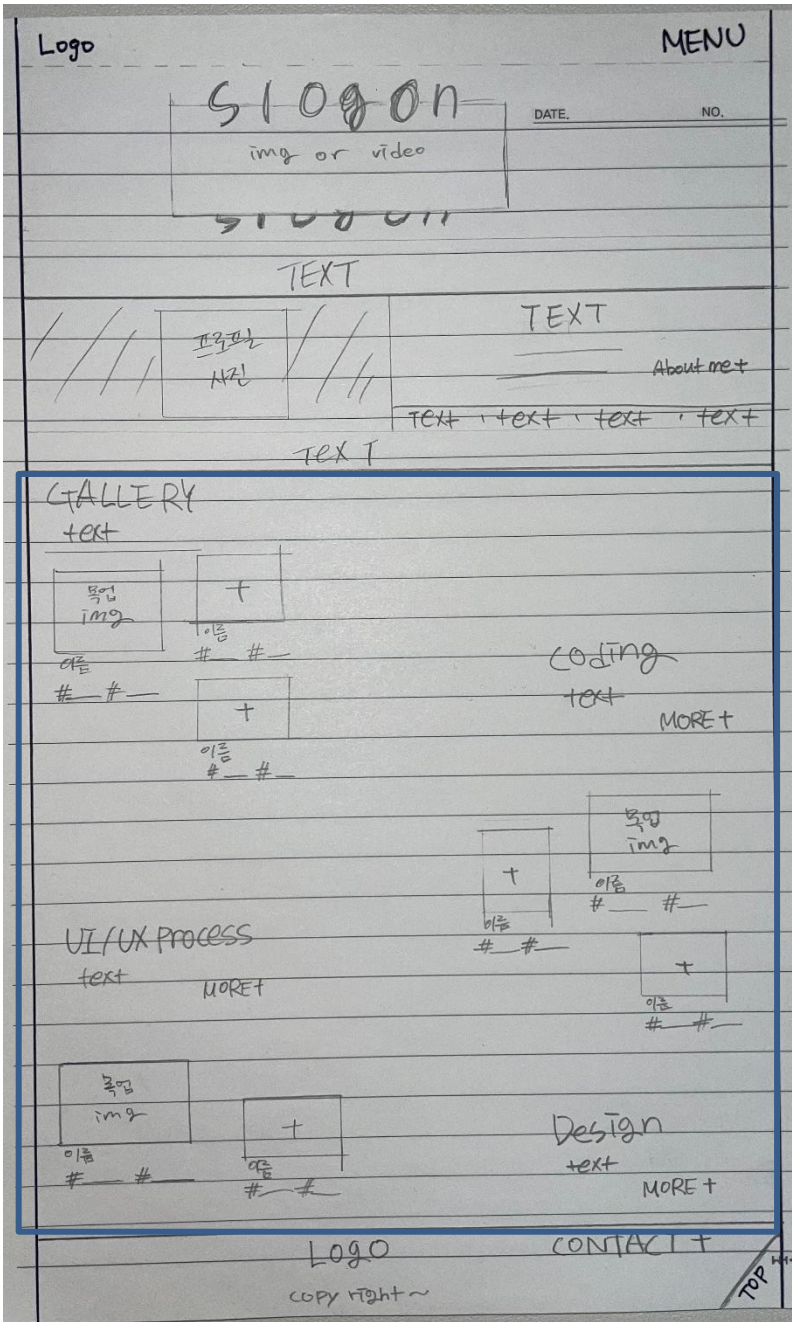 Logo MENU
Slogan
DATE. NO.
img or video
TEXT
프로필
사진
TEXT
About me+
Text · text · text · text
TEXT
GALLERY
text
목업
img
+
이름
# #
이름
# #
+
이름
# #
coding
text
MORE+
목업
img
이름
# #
+
이름
# #
+
이름
# #
UI/UX process
text
MORE+
목업
img
이름
# #
+
이름
# #
Design
text
MORE+
LOGO
CONTACT +
copy right~
TOP